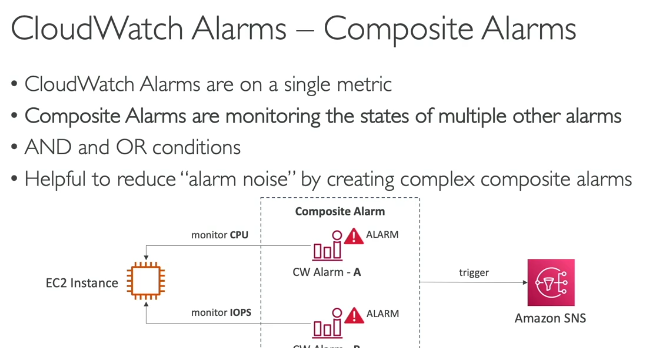 CloudWatch Alarms – Composite Alarms
• CloudWatch Alarms are on a single metric
• Composite Alarms are monitoring the states of multiple other alarms
• AND and OR conditions
• Helpful to reduce “alarm noise” by creating complex composite alarms
Composite Alarm
monitor CPU
ALARM
CW Alarm - A
EC2 Instance
trigger
Amazon SNS
monitor IOPS
ALARM
CW Alarm - B